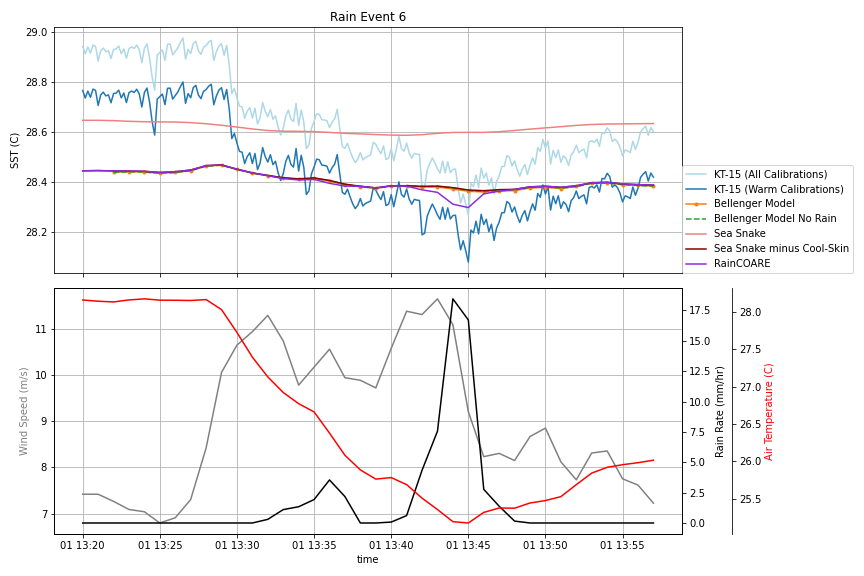 Rain Event 6
29.0
28.8
28.6
28.4
28.2
SST (C)
KT-15 (All Calibrations)
KT-15 (Warm Calibrations)
Bellenger Model
Bellenger Model No Rain
Sea Snake
Sea Snake minus Cool-Skin
RainCOARE
11
10
9
8
7
Wind Speed (m/s)
17.5
15.0
12.5
10.0
7.5
5.0
2.5
0.0
Rain Rate (mm/hr)
28.0
27.5
27.0
26.5
26.0
25.5
Air Temperature (C)
01 13:20 01 13:25 01 13:30 01 13:35 01 13:40 01 13:45 01 13:50 01 13:55
time